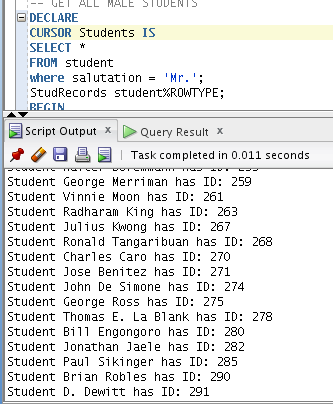 -- GET ALL MALE STUDENTS
DECLARE
CURSOR Students IS
SELECT *
FROM student
where salutation = 'Mr.';
StudRecords student%ROWTYPE;
BEGIN
Script Output x Query Result x
Task completed in 0.011 seconds
Student George Merriman has ID: 259
Student Vinnie Moon has ID: 261
Student Radharam King has ID: 263
Student Julius Kwong has ID: 267
Student Ronald Tangaribuan has ID: 268
Student Charles Caro has ID: 270
Student Jose Benitez has ID: 271
Student John De Simone has ID: 274
Student George Ross has ID: 275
Student Thomas E. La Blank has ID: 278
Student Bill Engongoro has ID: 280
Student Jonathan Jaele has ID: 282
Student Paul Sikinger has ID: 285
Student Brian Robles has ID: 290
Student D. Dewitt has ID: 291